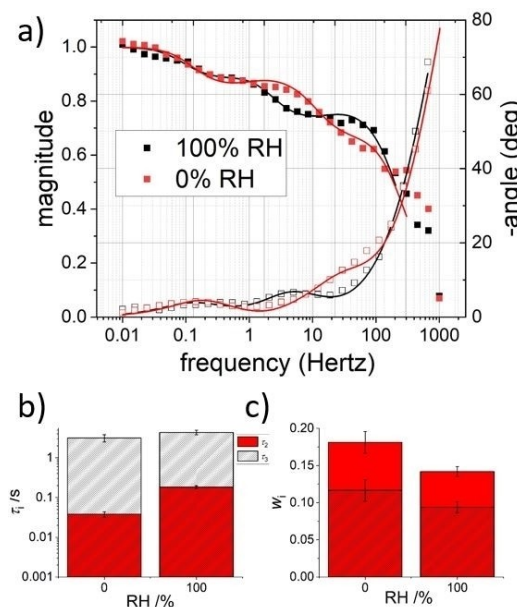 a)
1.0
0.8
0.6
0.4
0.2
0.0
magnitude
100% RH
0% RH
80
60
40
20
0
-angle (deg)
0.01
0.1
1
10
100
1000
frequency (Hertz)
b)
1
0.1
0.01
0.001
τi /s
τ2
τ3
0
100
RH /%
c)
0.20
0.15
0.10
0.05
0.00
wi
0
100
RH /%